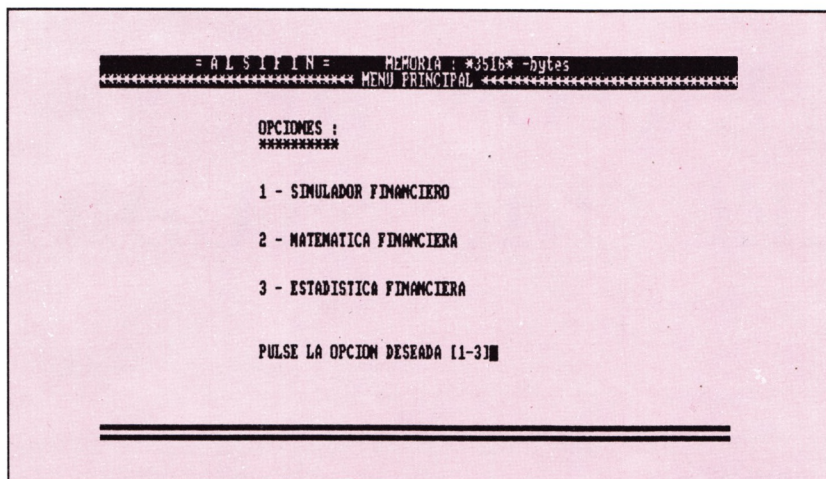 = A L S I F I N = MEMORIA : *3516* -bytes
MENU PRINCIPAL
OPCIONES :
**********
1 - SIMULADOR FINANCIERO
2 - MATEMATICA FINANCIERA
3 - ESTADISTICA FINANCIERA
PULSE LA OPCION DESEADA [1-3]